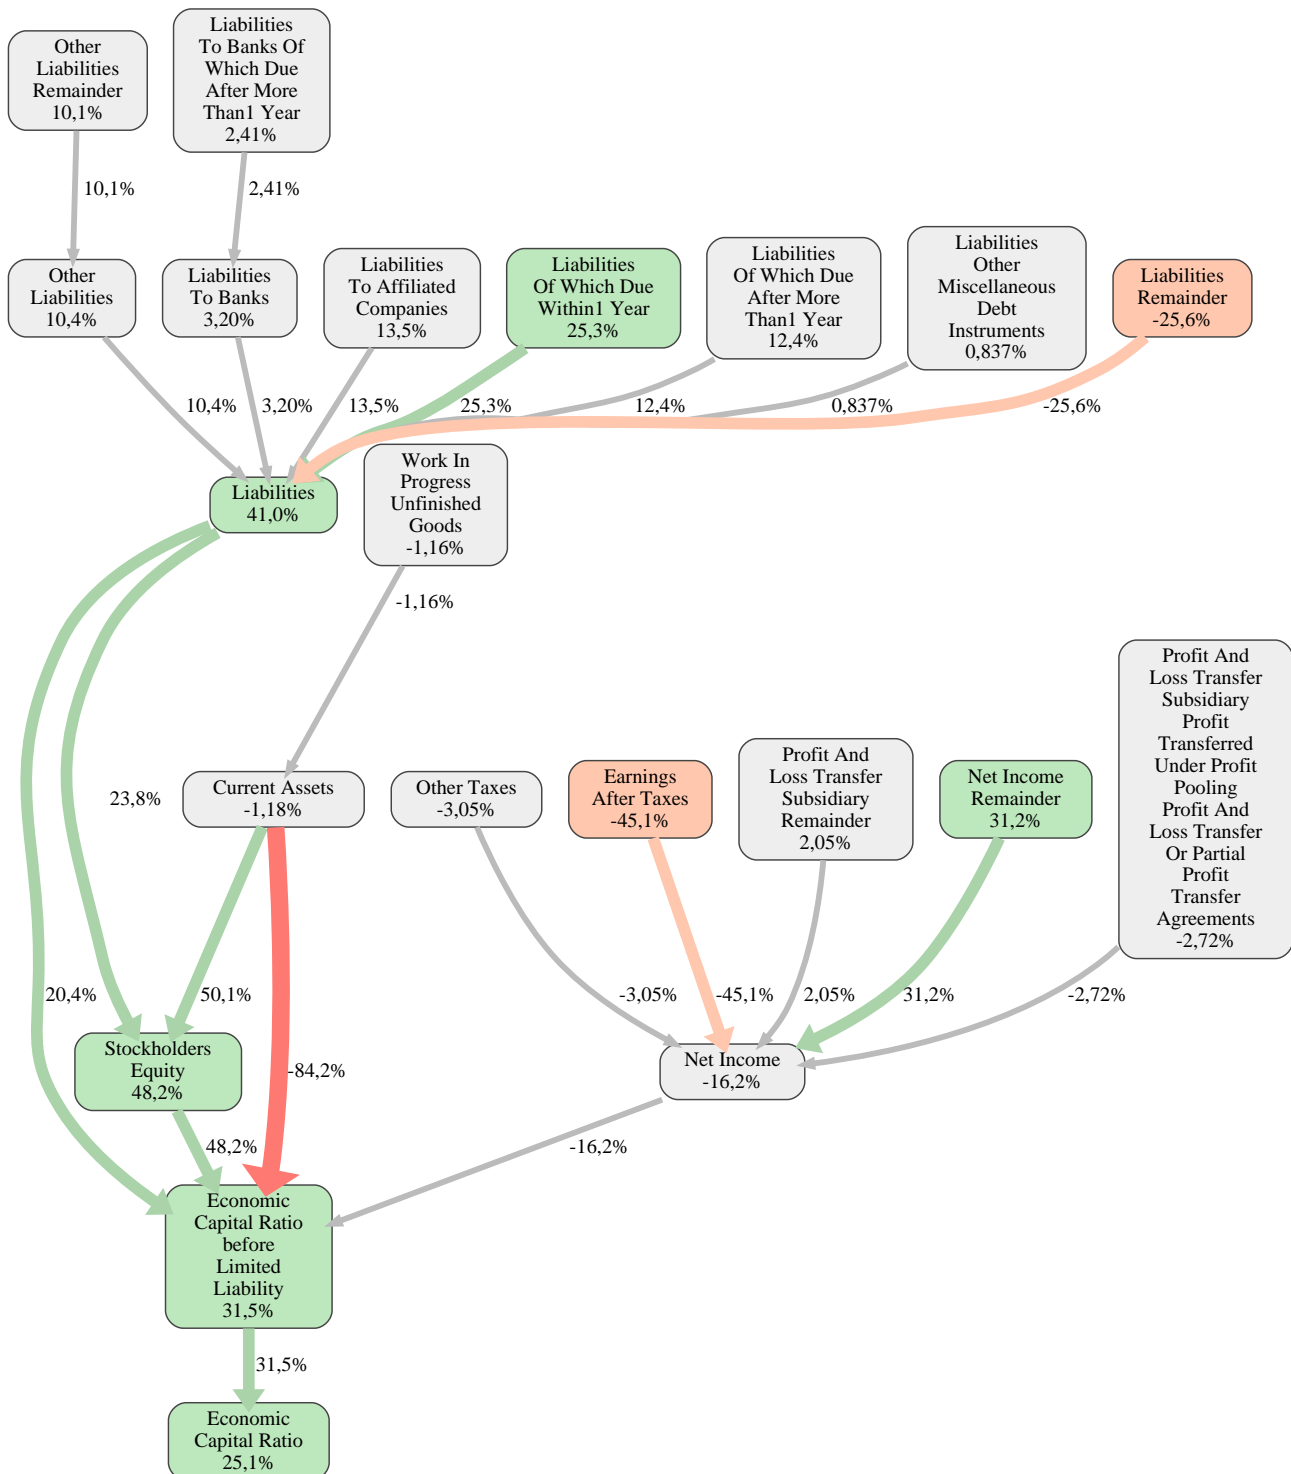 Other
Liabilities
Remainder
10,1%
Liabilities
To Banks Of
Which Due
After More
Than1 Year
2,41%
10,1%
2,41%
Other
Liabilities
10,4%
Liabilities
To Banks
3,20%
Liabilities
To Affiliated
Companies
13,5%
Liabilities
Of Which Due
Within1 Year
25,3%
Liabilities
Of Which Due
After More
Than1 Year
12,4%
Liabilities
Other
Miscellaneous
Debt
Instruments
0,837%
Liabilities
Remainder
-25,6%
10,4%
3,20%
13,5%
25,3%
12,4%
0,837%
-25,6%
Liabilities
41,0%
Work In
Progress
Unfinished
Goods
-1,16%
-1,16%
Current Assets
-1,18%
Other Taxes
-3,05%
Earnings
After Taxes
-45,1%
Profit And
Loss Transfer
Subsidiary
Remainder
2,05%
Net Income
Remainder
31,2%
Profit And
Loss Transfer
Subsidiary
Profit
Transferred
Under Profit
Pooling
Profit And
Loss Transfer
Or Partial
Profit
Transfer
Agreements
-2,72%
23,8%
20,4%
50,1%
-84,2%
-3,05%
-45,1%
2,05%
31,2%
-2,72%
Stockholders
Equity
48,2%
Net Income
-16,2%
48,2%
-16,2%
Economic
Capital Ratio
before
Limited
Liability
31,5%
31,5%
Economic
Capital Ratio
25,1%